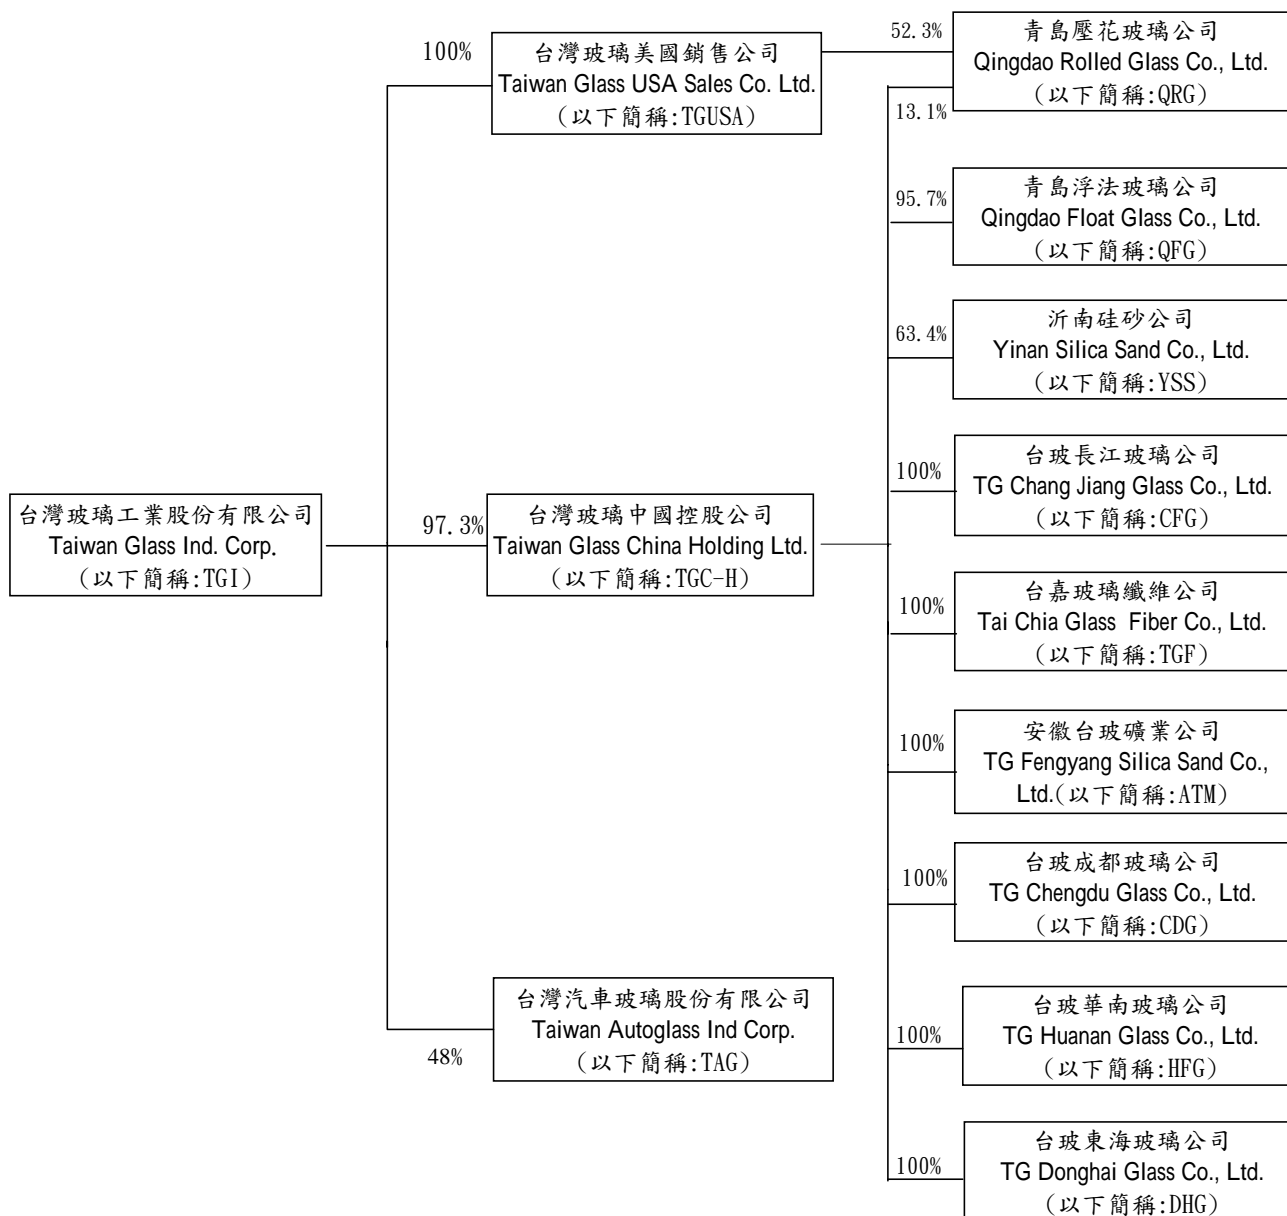 台灣玻璃工業股份有限公司
Taiwan Glass Ind. Corp.
(以下簡稱:TGI)
100%
台灣玻璃美國銷售公司
Taiwan Glass USA Sales Co. Ltd.
(以下簡稱:TGUSA)
97.3%
台灣玻璃中國控股公司
Taiwan Glass China Holding Ltd.
(以下簡稱:TGC-H)
48%
台灣汽車玻璃股份有限公司
Taiwan Autoglass Ind Corp.
(以下簡稱:TAG)
52.3%
13.1%
青島壓花玻璃公司
Qingdao Rolled Glass Co., Ltd.
(以下簡稱:QRG)
95.7%
青島浮法玻璃公司
Qingdao Float Glass Co., Ltd.
(以下簡稱:QFG)
63.4%
沂南硅砂公司
Yinan Silica Sand Co., Ltd.
(以下簡稱:YSS)
100%
台玻長江玻璃公司
TG Chang Jiang Glass Co., Ltd.
(以下簡稱:CFG)
100%
台嘉玻璃纖維公司
Tai Chia Glass Fiber Co., Ltd.
(以下簡稱:TGF)
100%
安徽台玻礦業公司
TG Fengyang Silica Sand Co.,
Ltd.(以下簡稱:ATM)
100%
台玻成都玻璃公司
TG Chengdu Glass Co., Ltd.
(以下簡稱:CDG)
100%
台玻華南玻璃公司
TG Huanan Glass Co., Ltd.
(以下簡稱:HFG)
100%
台玻東海玻璃公司
TG Donghai Glass Co., Ltd.
(以下簡稱:DHG)